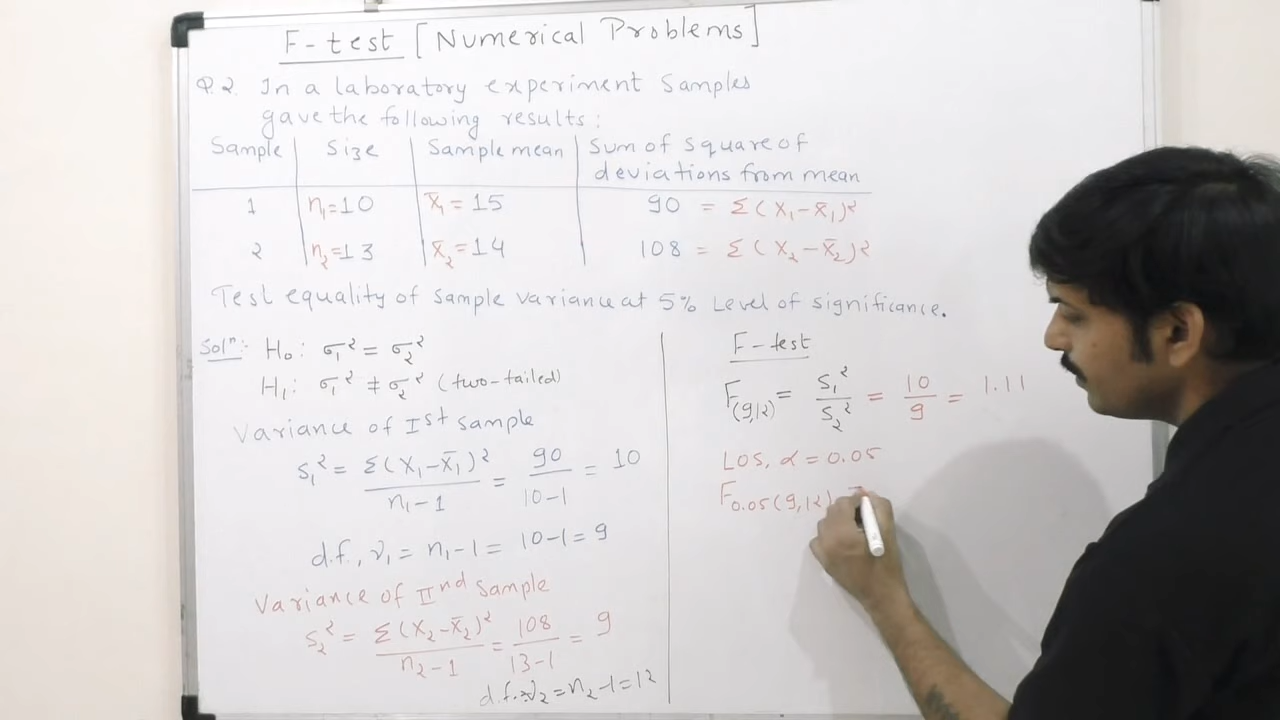 F-test [Numerical Problems]
Q.2. In a laboratory experiment samples
gave the following results:
Sample | Size | Sample mean | Sum of square of deviations from mean
1 | n₁=10 | x̄₁ = 15 | 90 = Σ(x₁-x̄₁)²
2 | n₂=13 | x̄₂=14 | 108 = Σ(x₂-x̄₂)²
Test equality of sample variance at 5% level of significance.
Solⁿ:- H₀: σ₁² = σ₂²
H₁: σ₁² ≠ σ₂² (two-tailed)
Variance of Iˢᵗ sample
s₁² = Σ(x₁-x̄₁)² / n₁-1 = 90 / 10-1 = 10
d.f., ν₁ = n₁-1 = 10-1 = 9
Variance of IIⁿᵈ sample
s₂² = Σ(x₂-x̄₂)² / n₂-1 = 108 / 13-1 = 9
d.f., ν₂ = n₂-1 = 12
F-test
F(9,12) = s₁² / s₂² = 10 / 9 = 1.11
LOS, α = 0.05
F0.05(9,12)